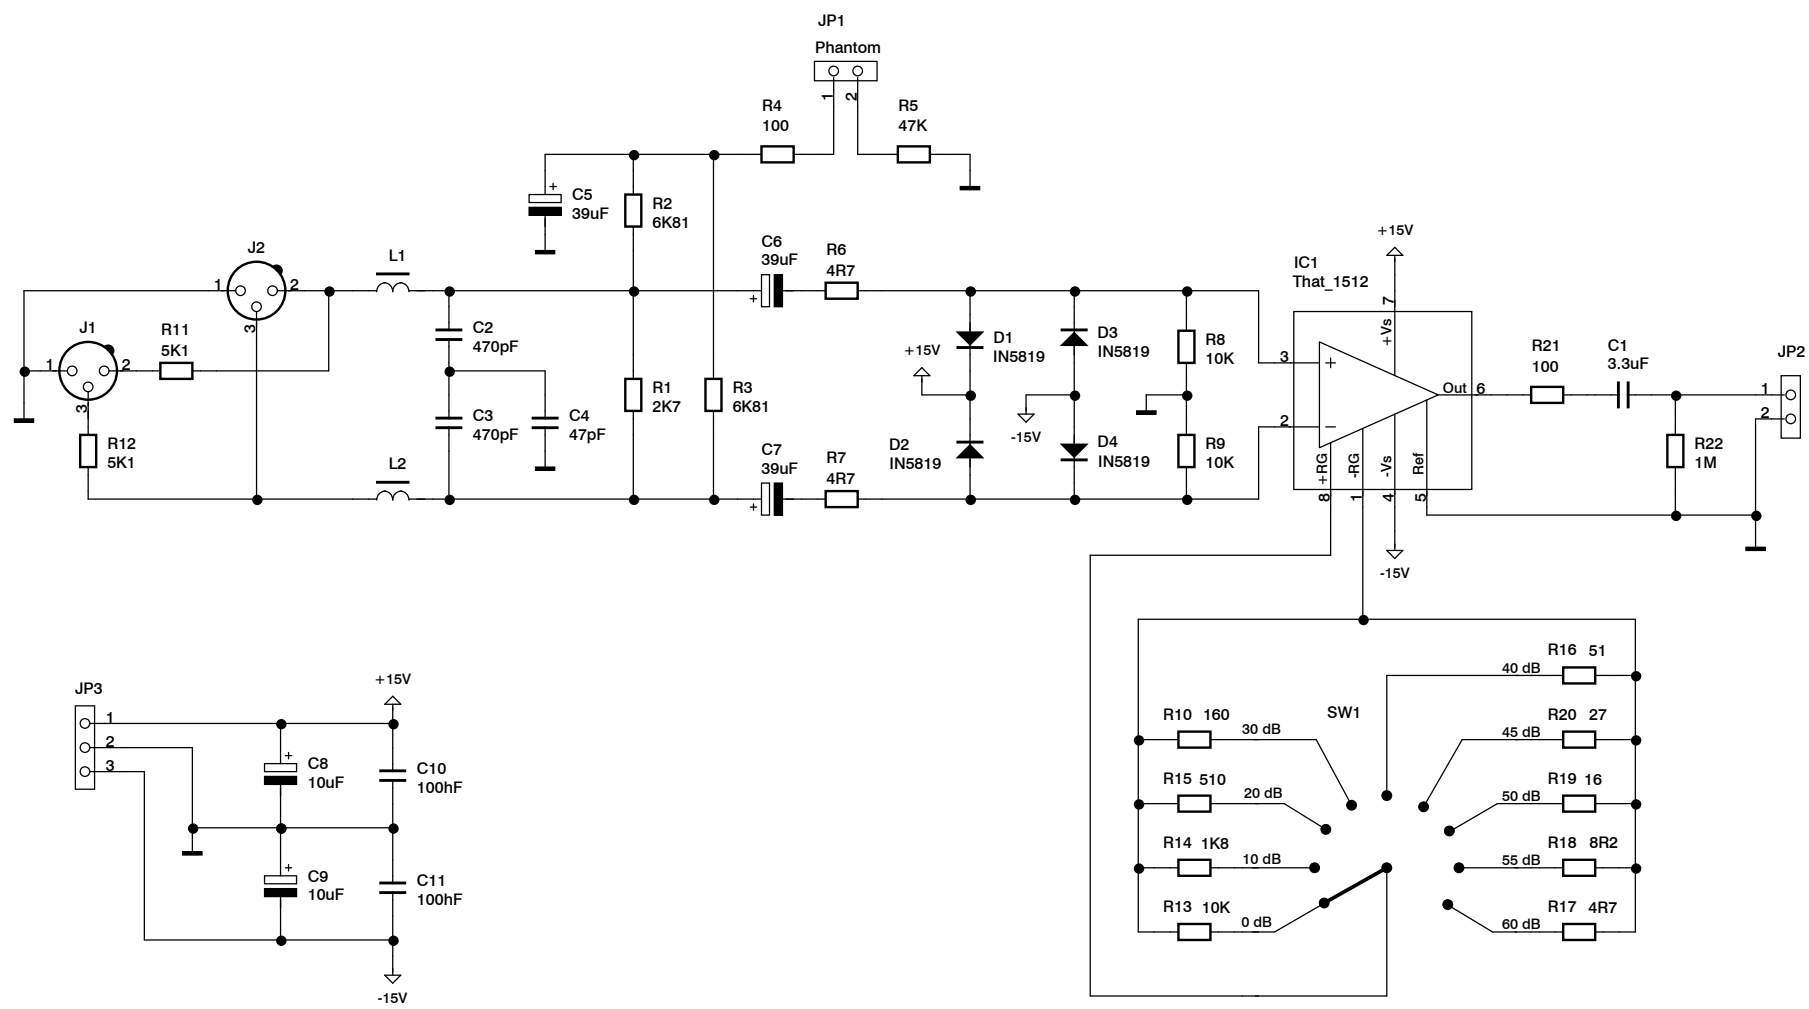 JP1
Phantom
1
2
R4
100
R5
47K
C5
39uF
+
R2
6K81
J2
1
2
3
L1
J1
1
2
3
R11
5K1
R12
5K1
L2
C2
470pF
C3
470pF
C4
47pF
R1
2K7
R3
6K81
C6
39uF
+
R6
4R7
C7
39uF
+
R7
4R7
+15V
D1
IN5819
D2
IN5819
D3
IN5819
-15V
D4
IN5819
R8
10K
R9
10K
+15V
IC1
That_1512
7
+Vs
3
+
2
−
Out
6
+RG
-RG
-Vs
Ref
8
1
4
5
-15V
R21
100
C1
3.3uF
R22
1M
JP2
1
2
JP3
1
2
3
+15V
+
C8
10uF
C10
100hF
+
C9
10uF
C11
100hF
-15V
SW1
R10 160
30 dB
R15 510
20 dB
R14 1K8
10 dB
R13 10K
0 dB
40 dB
R16 51
45 dB
R20 27
50 dB
R19 16
55 dB
R18 8R2
60 dB
R17 4R7